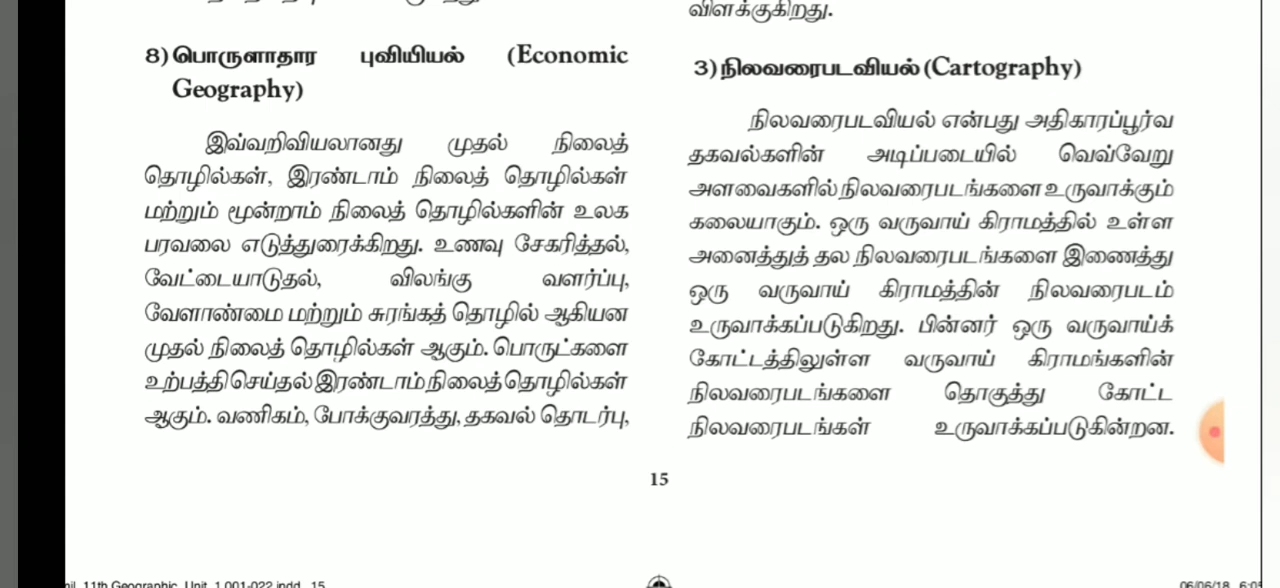 8) பொருளாதார புவியியல் (Economic
Geography)
இவ்வறிவியலானது முதல் நிலைத்
தொழில்கள், இரண்டாம் நிலைத் தொழில்கள்
மற்றும் மூன்றாம் நிலைத் தொழில்களின் உலக
பரவலை எடுத்துரைக்கிறது. உணவு சேகரித்தல்,
வேட்டையாடுதல், விலங்கு வளர்ப்பு,
வேளாண்மை மற்றும் சுரங்கத் தொழில் ஆகியன
முதல் நிலைத் தொழில்கள் ஆகும். பொருட்களை
உற்பத்தி செய்தல் இரண்டாம் நிலைத் தொழில்கள்
ஆகும். வணிகம், போக்குவரத்து, தகவல் தொடர்பு,
விளக்குகிறது.
3) நிலவரைபடவியல் (Cartography)
நிலவரைபடவியல் என்பது அதிகாரப்பூர்வ
தகவல்களின் அடிப்படையில் வெவ்வேறு
அளவைகளில் நிலவரைபடங்களை உருவாக்கும்
கலையாகும். ஒரு வருவாய் கிராமத்தில் உள்ள
அனைத்துத் தல நிலவரைபடங்களை இணைத்து
ஒரு வருவாய் கிராமத்தின் நிலவரைபடம்
உருவாக்கப்படுகிறது. பின்னர் ஒரு வருவாய்க்
கோட்டத்திலுள்ள வருவாய் கிராமங்களின்
நிலவரைபடங்களை தொகுத்து கோட்ட
நிலவரைபடங்கள் உருவாக்கப்படுகின்றன.
15
11th Geographic_Unit_1 001-022.indd 15
06/06/18